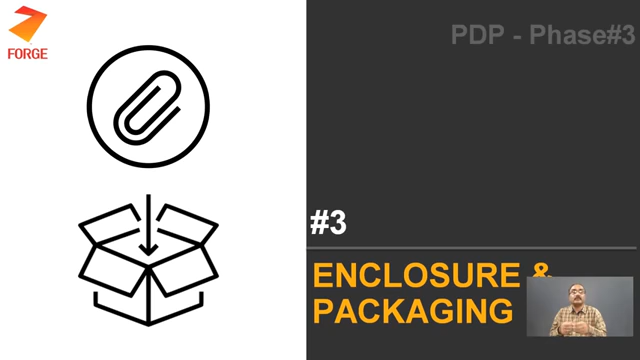 FORGE
PDP - Phase#3
#3
ENCLOSURE &
PACKAGING